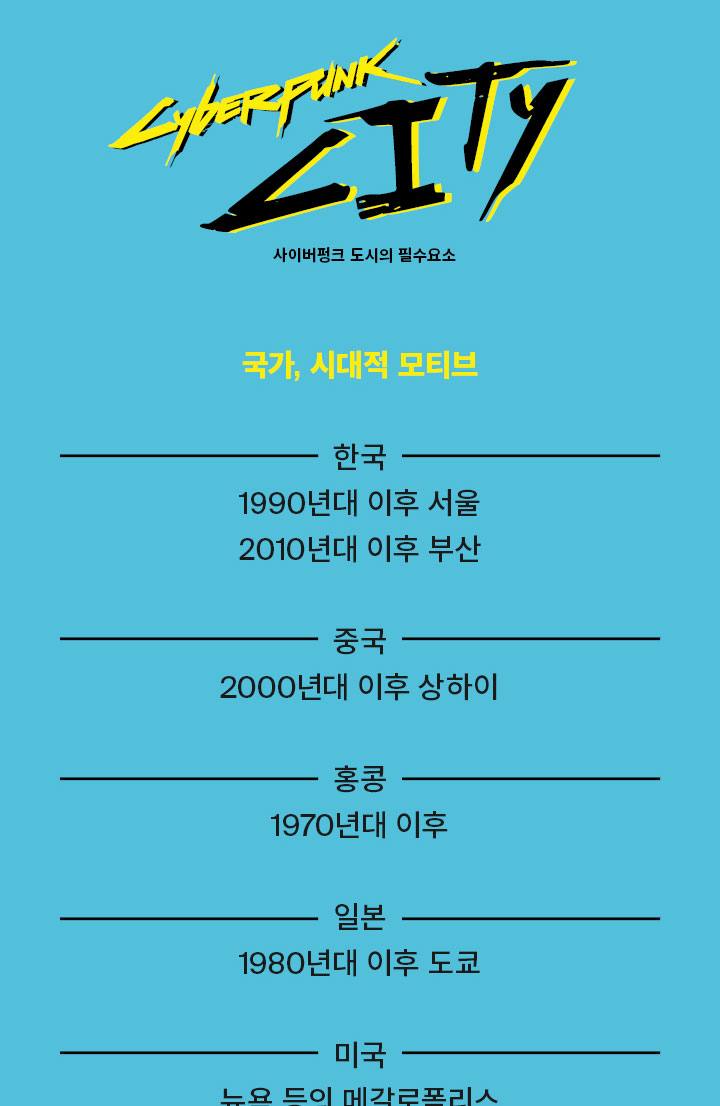 CYBERPUNK
CITY
사이버펑크 도시의 필수요소
국가, 시대적 모티브
한국
1990년대 이후 서울
2010년대 이후 부산
중국
2000년대 이후 상하이
홍콩
1970년대 이후
일본
1980년대 이후 도쿄
미국
뉴욕 등의 메갈로폴리스